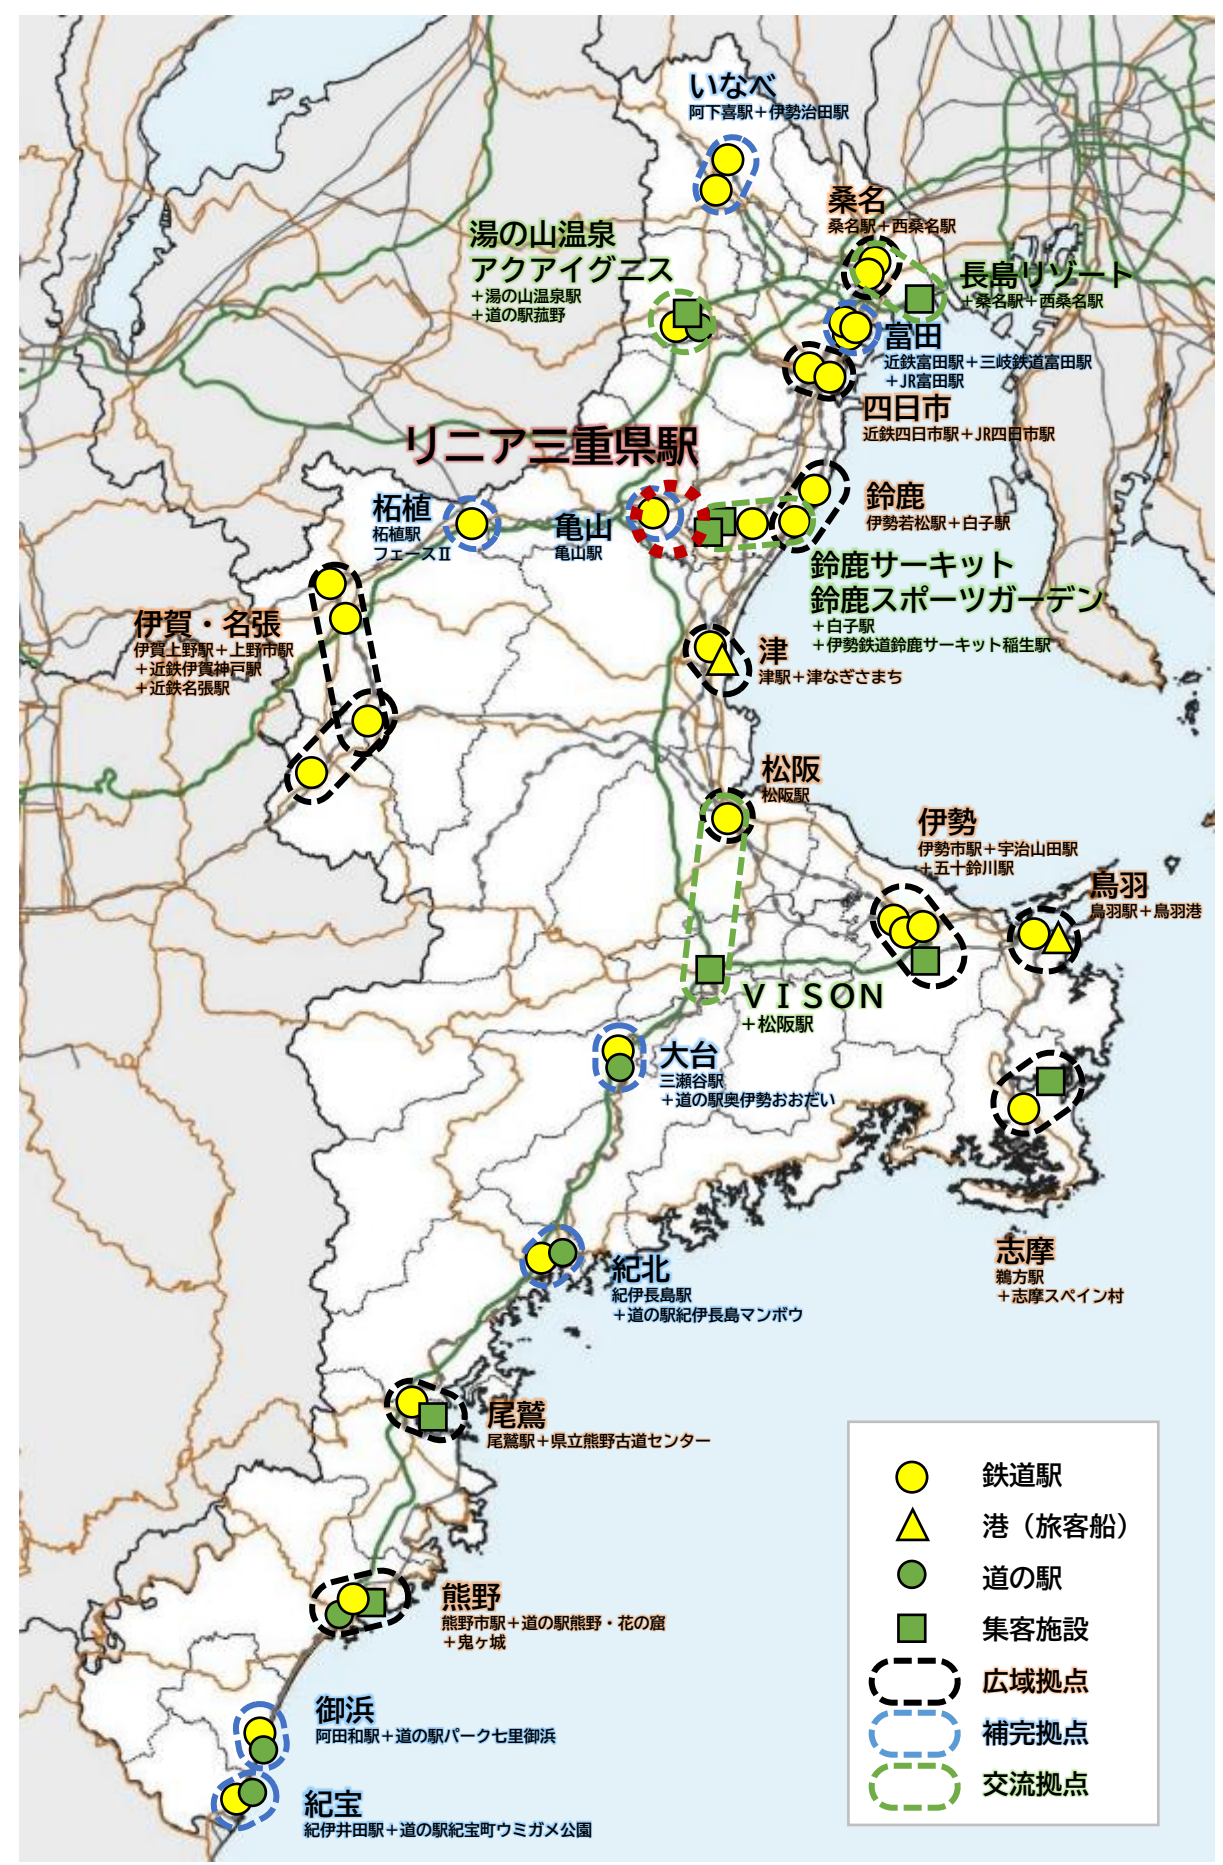 いなべ
阿下喜駅＋伊勢治田駅
桑名
桑名駅＋西桑名駅
湯の山温泉
アクアイグニス
＋湯の山温泉駅
＋道の駅菰野
長島リゾート
＋桑名駅＋西桑名駅
富田
近鉄富田駅＋三岐鉄道富田駅
＋JR富田駅
四日市
近鉄四日市駅＋JR四日市駅
リニア三重県駅
柘植
柘植駅
フェースⅡ
亀山
亀山駅
鈴鹿
伊勢若松駅＋白子駅
鈴鹿サーキット
鈴鹿スポーツガーデン
＋白子駅
＋伊勢鉄道鈴鹿サーキット稲生駅
伊賀・名張
伊賀上野駅＋上野市駅
＋近鉄伊賀神戸駅
＋近鉄名張駅
津
津駅＋津なぎさまち
松阪
松阪駅
伊勢
伊勢市駅＋宇治山田駅
＋五十鈴川駅
鳥羽
鳥羽駅＋鳥羽港
ＶＩＳＯＮ
＋松阪駅
大台
三瀬谷駅
＋道の駅奥伊勢おおだい
志摩
鵜方駅
＋志摩スペイン村
紀北
紀伊長島駅
＋道の駅紀伊長島マンボウ
尾鷲
尾鷲駅＋県立熊野古道センター
熊野
熊野市駅＋道の駅熊野・花の窟
＋鬼ヶ城
御浜
阿田和駅＋道の駅パーク七里御浜
紀宝
紀伊井田駅＋道の駅紀宝町ウミガメ公園
鉄道駅
港（旅客船）
道の駅
集客施設
広域拠点
補完拠点
交流拠点